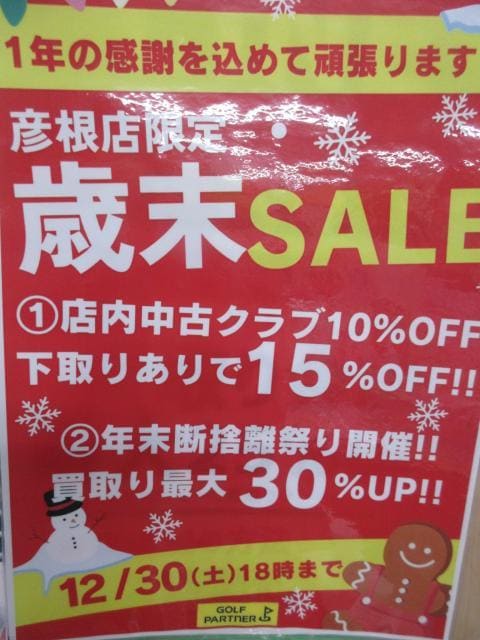 1年の感謝を込めて頑張ります
彦根店限定
歳末SALE
①店内中古クラブ10%OFF
下取りありで15%OFF!!
②年末断捨離祭り開催!!
買取り最大30%UP!!
12/30(土)18時まで
GOLF
PARTNER